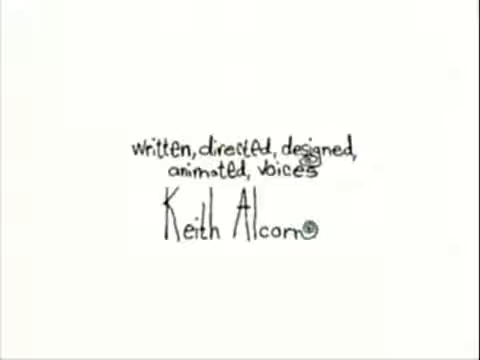 written, directed, designed,
animated, voices
Keith Alcorn